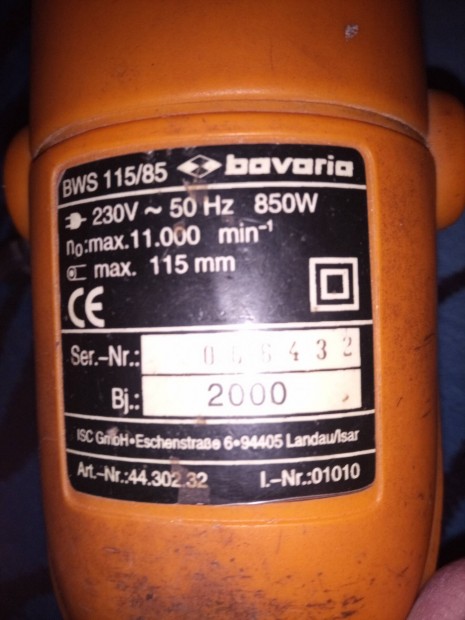 BWS 115/85 bavaria
230V ~ 50 Hz 850W
n₀:max.11.000 min⁻¹
max. 115 mm
CE
Ser.-Nr.: 056432
Bj.: 2000
ISC GmbH•Eschenstraße 6•94405 Landau/Isar
Art.-Nr.:44.302.32 I.-Nr.:01010